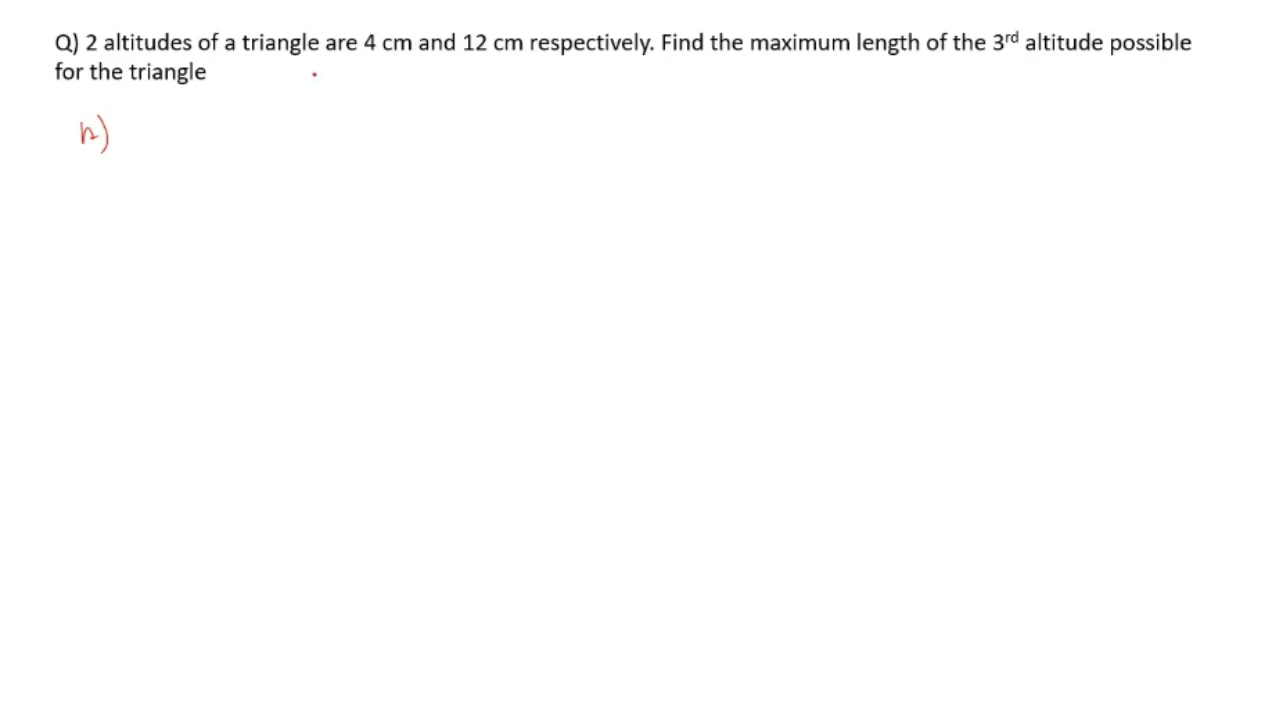 Q) 2 altitudes of a triangle are 4 cm and 12 cm respectively. Find the maximum length of the 3rd altitude possible
for the triangle